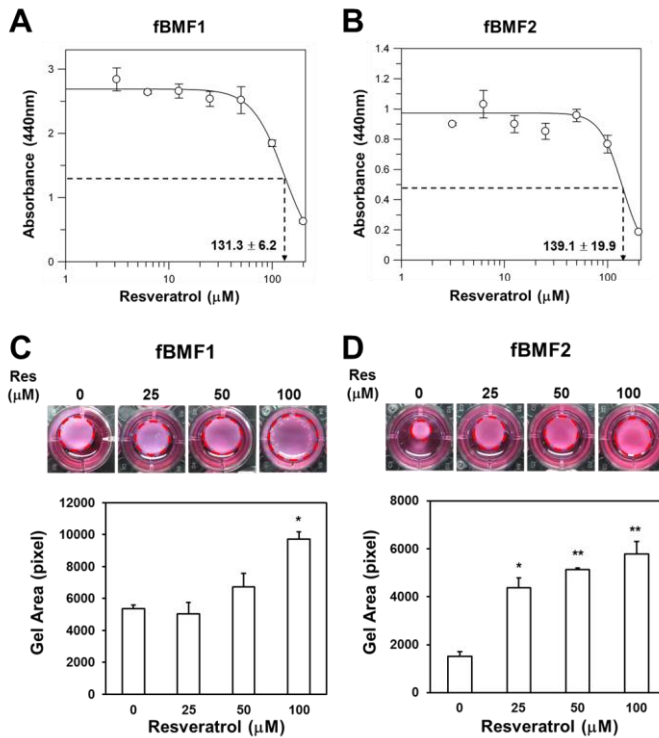 A
fBMF1
Absorbance (440nm)
3
2
1
0
1
10
100
131.3 ± 6.2
Resveratrol (μM)
B
fBMF2
Absorbance (440nm)
1.4
1.2
1
0.8
0.6
0.4
0.2
0
1
10
100
139.1 ± 19.9
Resveratrol (μM)
C
fBMF1
Res (μM)
0 25 50 100
Gel Area (pixel)
12000
10000
8000
6000
4000
2000
0
*
0 25 50 100
Resveratrol (μM)
D
fBMF2
Res (μM)
0 25 50 100
Gel Area (pixel)
8000
6000
4000
2000
0
*
**
**
0 25 50 100
Resveratrol (μM)